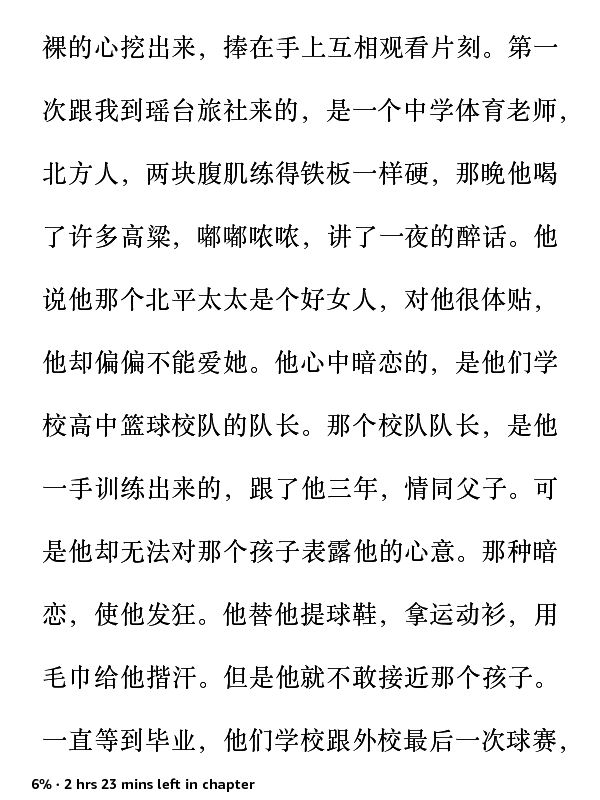 裸的心挖出来，捧在手上互相观看片刻。第一
次跟我到瑶台旅社来的，是一个中学体育老师，
北方人，两块腹肌练得铁板一样硬，那晚他喝
了许多高粱，嘟嘟哝哝，讲了一夜的醉话。他
说他那个北平太太是个好女人，对他很体贴，
他却偏偏不能爱她。他心中暗恋的，是他们学
校高中篮球校队的队长。那个校队队长，是他
一手训练出来的，跟了他三年，情同父子。可
是他却无法对那个孩子表露他的心意。那种暗
恋，使他发狂。他替他提球鞋，拿运动衫，用
毛巾给他揩汗。但是他就不敢接近那个孩子。
一直等到毕业，他们学校跟外校最后一次球赛，
6% · 2 hrs 23 mins left in chapter